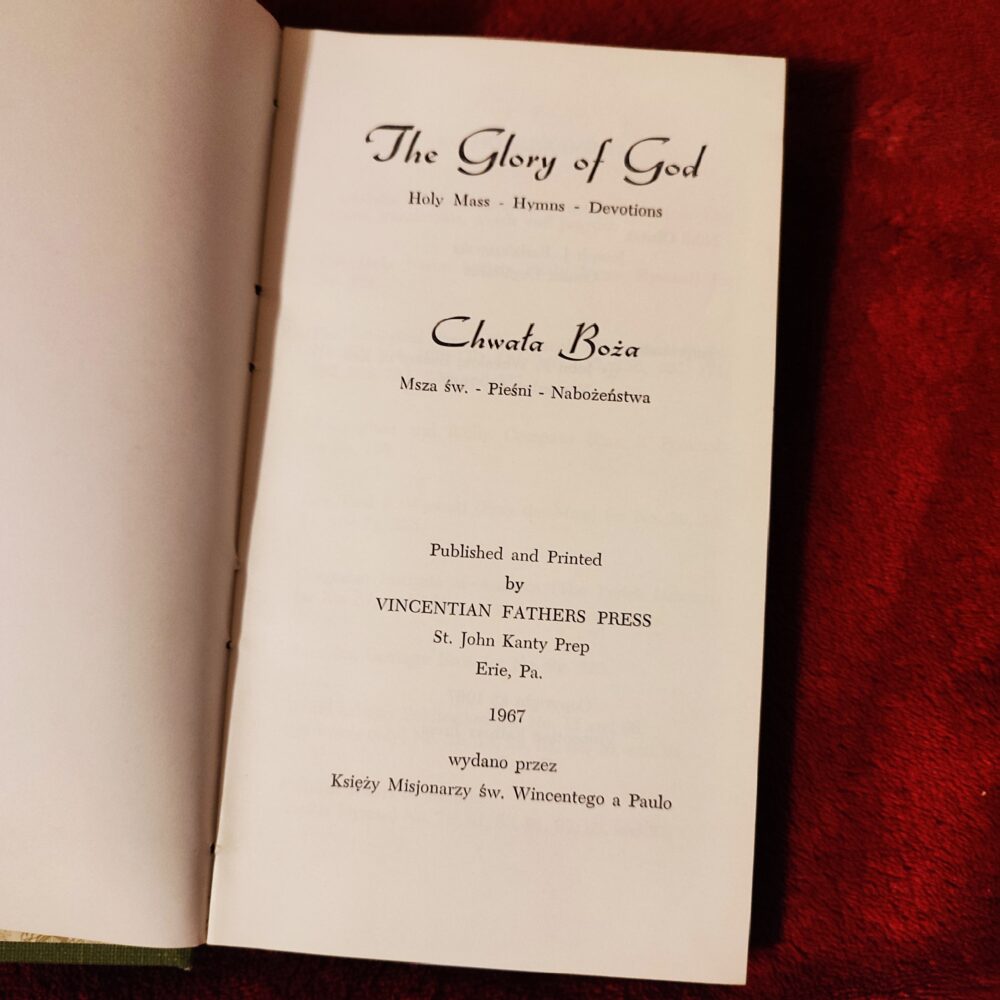 The Glory of God
Holy Mass - Hymns - Devotions
Chwała Boża
Msza św. - Pieśni - Nabożeństwa
Published and Printed
by
VINCENTIAN FATHERS PRESS
St. John Kanty Prep
Erie, Pa.
1967
wydano przez
Księży Misjonarzy św. Wincentego a Paulo